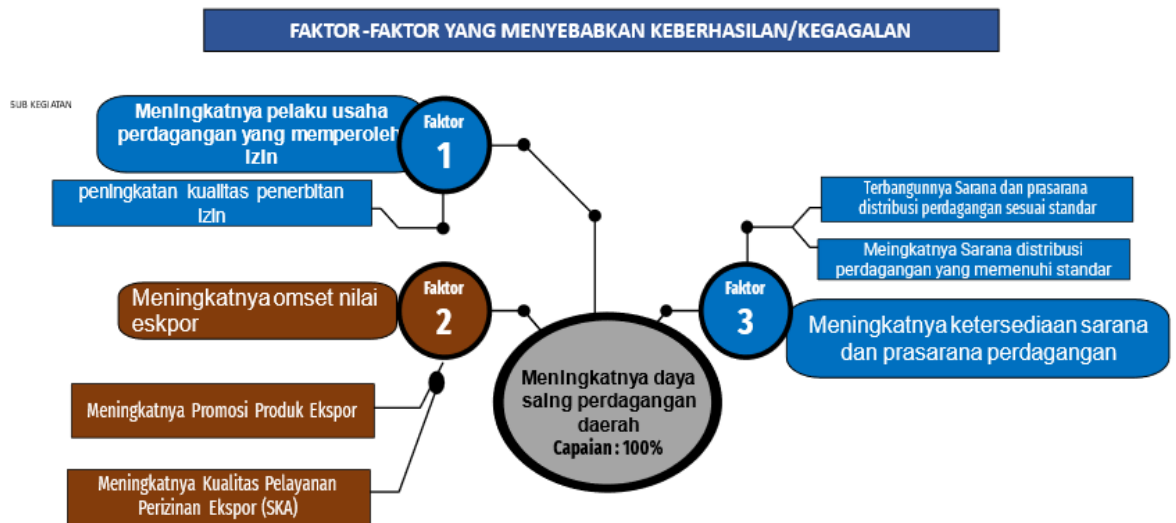 FAKTOR-FAKTOR YANG MENYEBABKAN KEBERHASILAN/KEGAGALAN
SUB KEGIATAN
Meningkatnya pelaku usaha
perdagangan yang memperoleh
Izin
Faktor
1
peningkatan kualitas penerbitan
Izin
Meningkatnya omset nilai
eskpor
Faktor
2
Meningkatnya Promosi Produk Ekspor
Meningkatnya Kualitas Pelayanan
Perizinan Ekspor (SKA)
Meningkatnya daya
saing perdagangan
daerah
Capaian : 100%
Terbangunnya Sarana dan prasarana
distribusi perdagangan sesuai standar
Meingkatnya Sarana distribusi
perdagangan yang memenuhi standar
Faktor
3
Meningkatnya ketersediaan sarana
dan prasarana perdagangan